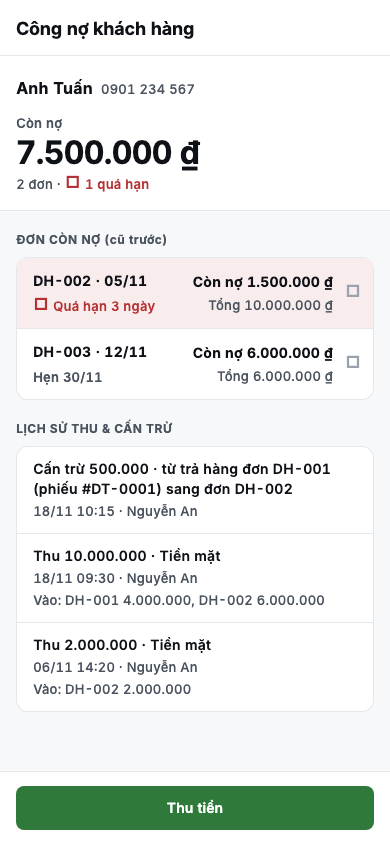 Công nợ khách hàng
Anh Tuấn 0901 234 567
Còn nợ
7.500.000 ₫
2 đơn · 1 quá hạn
ĐƠN CÒN NỢ (cũ trước)
DH-002 · 05/11
Còn nợ 1.500.000 ₫
Quá hạn 3 ngày
Tổng 10.000.000 ₫
DH-003 · 12/11
Còn nợ 6.000.000 ₫
Hẹn 30/11
Tổng 6.000.000 ₫
LỊCH SỬ THU & CẤN TRỪ
Cấn trừ 500.000 · từ trả hàng đơn DH-001
(phiếu #DT-0001) sang đơn DH-002
18/11 10:15 · Nguyễn An
Thu 10.000.000 · Tiền mặt
18/11 09:30 · Nguyễn An
Vào: DH-001 4.000.000, DH-002 6.000.000
Thu 2.000.000 · Tiền mặt
06/11 14:20 · Nguyễn An
Vào: DH-002 2.000.000
Thu tiền